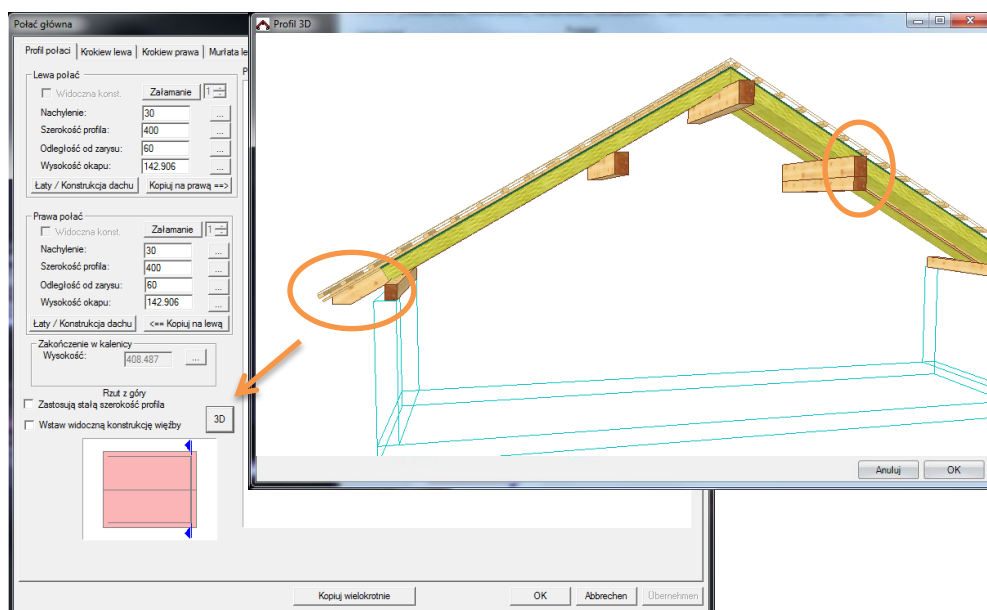 Połać główna
Profil 3D
Profil połaci Krokiew lewa Krokiew prawa Murłata le
Lewa połać
Widoczna konst. Załamanie 1
Nachylenie: 30 ...
Szerokość profila: 400 ...
Odległość od zarysu: 60 ...
Wysokość okapu: 142.906 ...
Łaty / Konstrukcja dachu Kopiuj na prawą ==>
Prawa połać
Widoczna konst. Załamanie 1
Nachylenie: 30 ...
Szerokość profila: 400 ...
Odległość od zarysu: 60 ...
Wysokość okapu: 142.906 ...
Łaty / Konstrukcja dachu <== Kopiuj na lewą
Zakończenie w kalenicy
Wysokość: 408.487 ...
Rzut z góry
Zastosują stałą szerokość profila
Wstaw widoczną konstrukcję więźby
3D
Anuluj OK
Kopiuj wielokrotnie OK Abbrechen Übernehmen